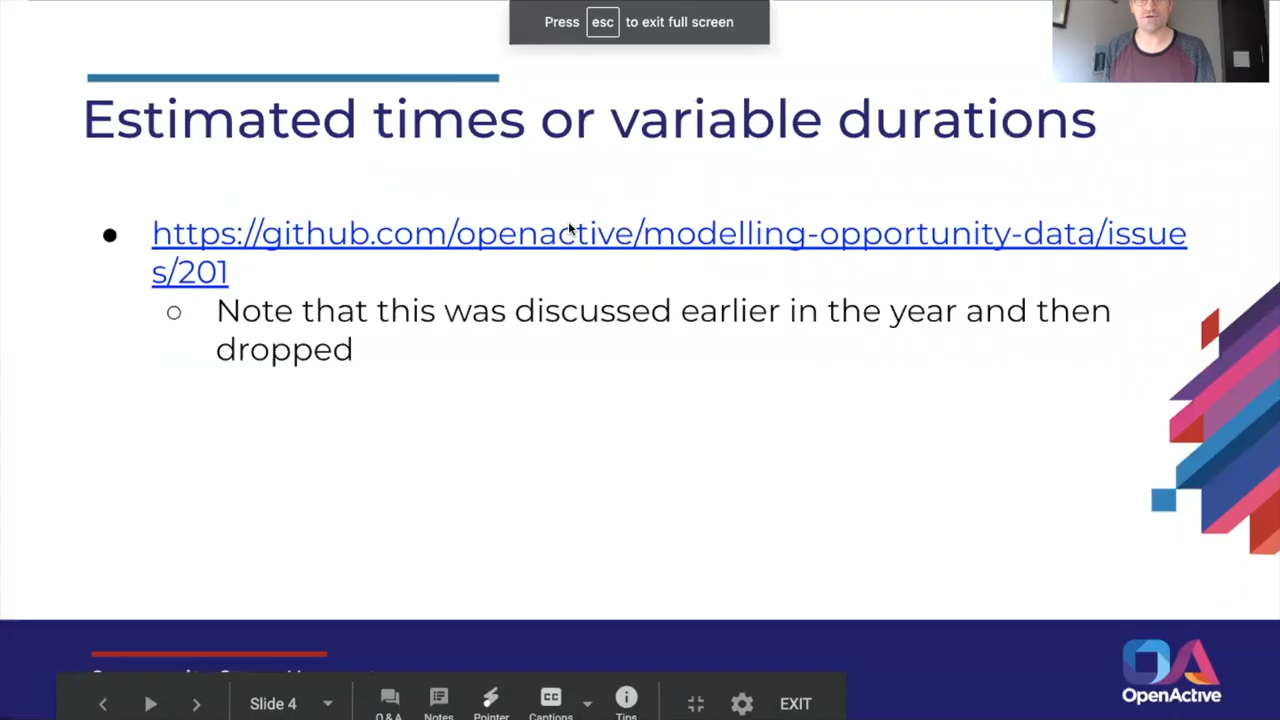 Press esc to exit full screen
Estimated times or variable durations
● https://github.com/openactive/modelling-opportunity-data/issue
s/201
○ Note that this was discussed earlier in the year and then
dropped
OA
OpenActive
Slide 4
Q&A Notes Pointer Captions Tips EXIT